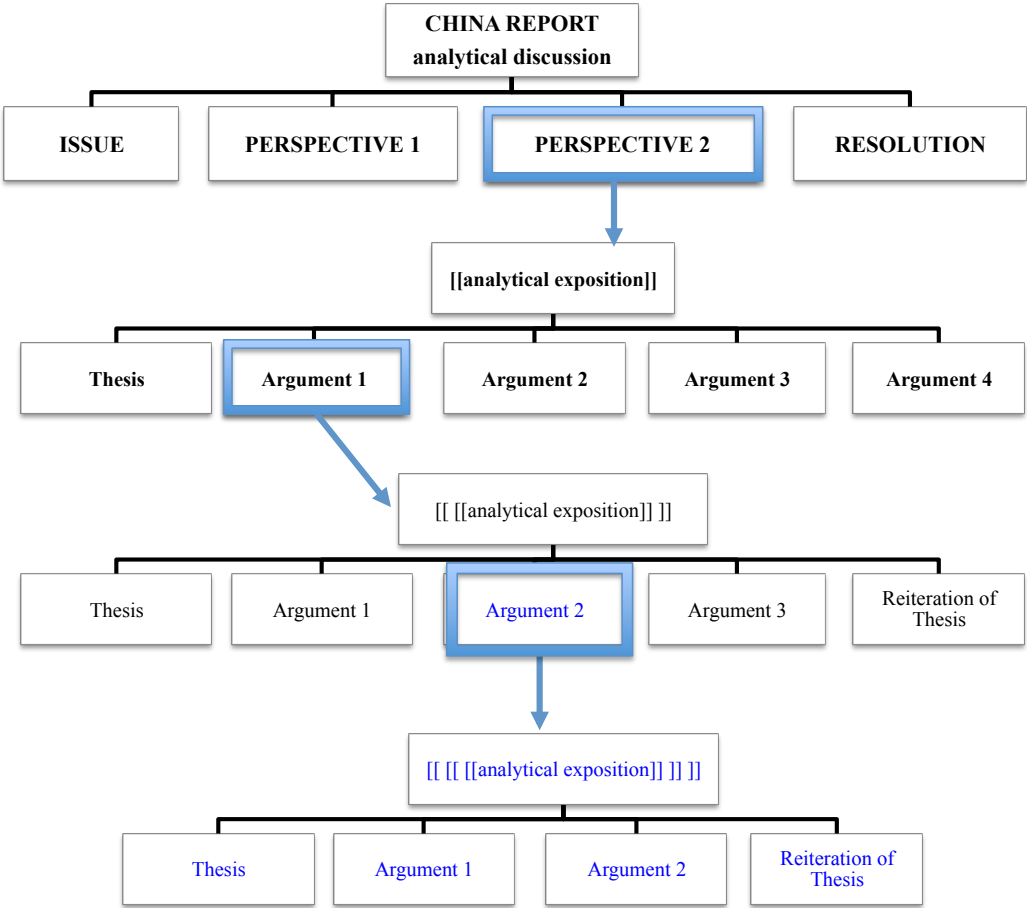 CHINA REPORT
analytical discussion
ISSUE
PERSPECTIVE 1
PERSPECTIVE 2
RESOLUTION
[[analytical exposition]]
Thesis
Argument 1
Argument 2
Argument 3
Argument 4
[[ [[analytical exposition]] ]]
Thesis
Argument 1
Argument 2
Argument 3
Reiteration of
Thesis
[[ [[ [[analytical exposition]] ]] ]]
Thesis
Argument 1
Argument 2
Reiteration of
Thesis